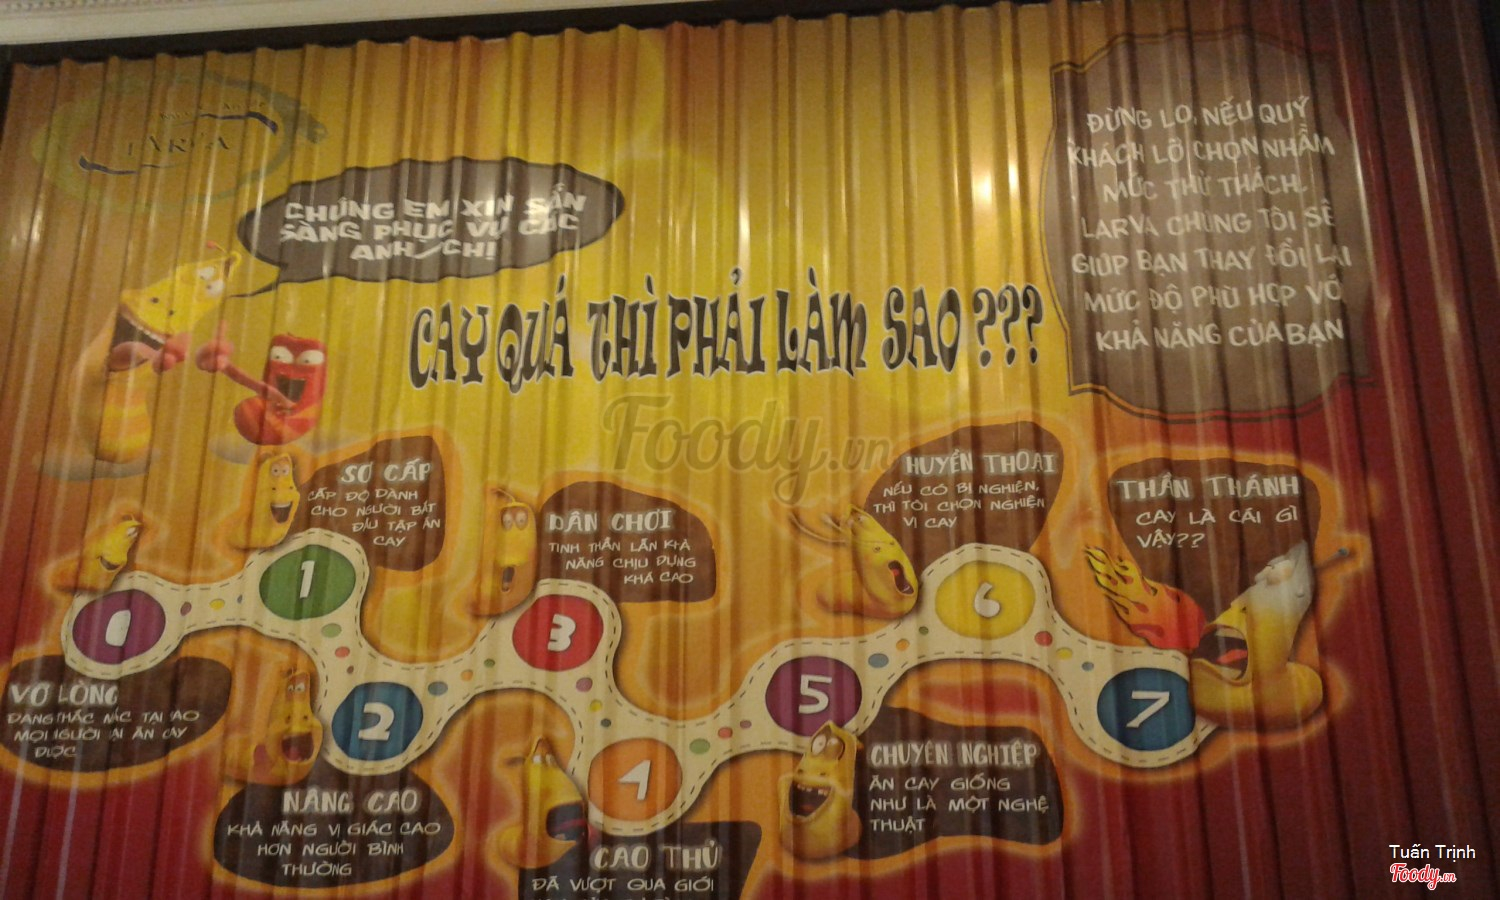 LARVA
CHÚNG EM XIN SẴN
SÀNG PHỤC VỤ CÁC
ANH/CHỊ
ĐỪNG LO, NẾU QUÝ
KHÁCH LỠ CHỌN NHẦM
MỨC THỬ THÁCH.
LARVA CHÚNG TÔI SẼ
GIÚP BẠN THAY ĐỔI LẠI
MỨC ĐỘ PHÙ HỢP VỚI
KHẢ NĂNG CỦA BẠN
CAY QUÁ THÌ PHẢI LÀM SAO ???
Foody.vn
0
VỠ LÒNG
ĐANG THẮC MẮC TẠI SAO
MỌI NGƯỜI LẠI ĂN CAY
ĐƯỢC
1
SƠ CẤP
CẤP ĐỘ DÀNH
CHO NGƯỜI BẮT
ĐẦU TẬP ĂN
CAY
2
NÂNG CAO
KHẢ NĂNG VỊ GIÁC CAO
HƠN NGƯỜI BÌNH
THƯỜNG
3
DÂN CHƠI
TINH THẦN LẪN KHẢ
NĂNG CHỊU ĐỰNG
KHÁ CAO
4
CAO THỦ
ĐÃ VƯỢT QUA GIỚI
5
CHUYÊN NGHIỆP
ĂN CAY GIỐNG
NHƯ LÀ MỘT NGHỆ
THUẬT
6
HUYỀN THOẠI
NẾU CÓ BỊ NGHIỆN,
THÌ TÔI CHỌN NGHIỆN
VỊ CAY
7
THẦN THÁNH
CAY LÀ CÁI GÌ
VẬY??
Tuấn Trịnh
Foody.vn